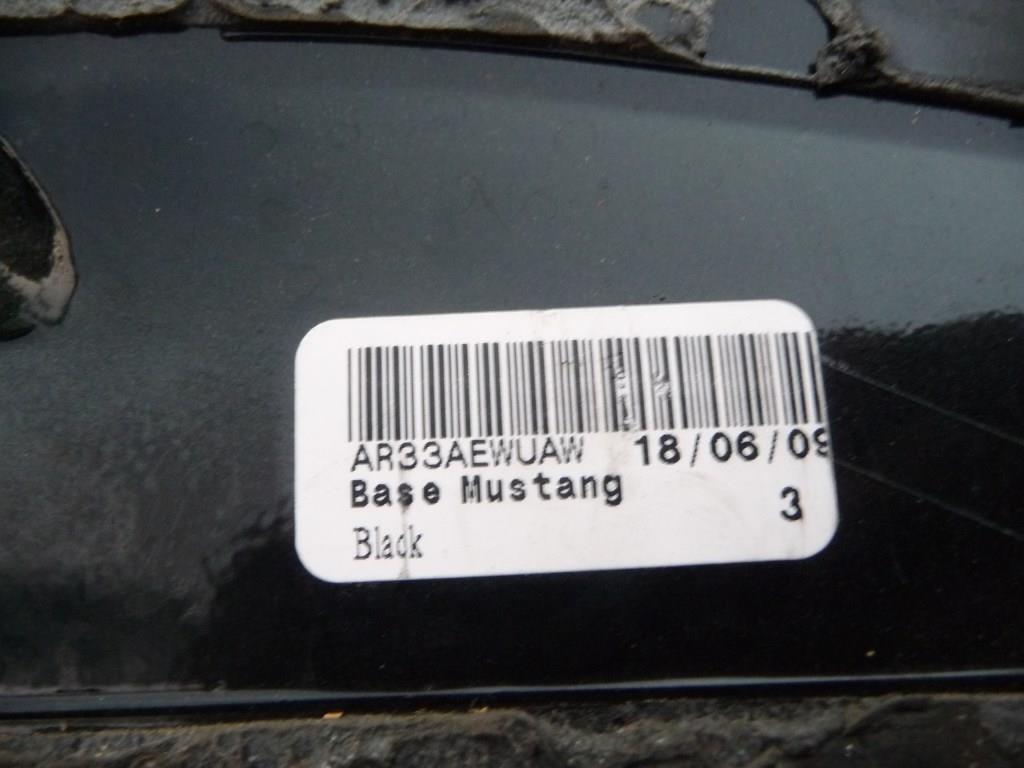 AR33AEWUAW 18/06/09
Base Mustang 3
Black